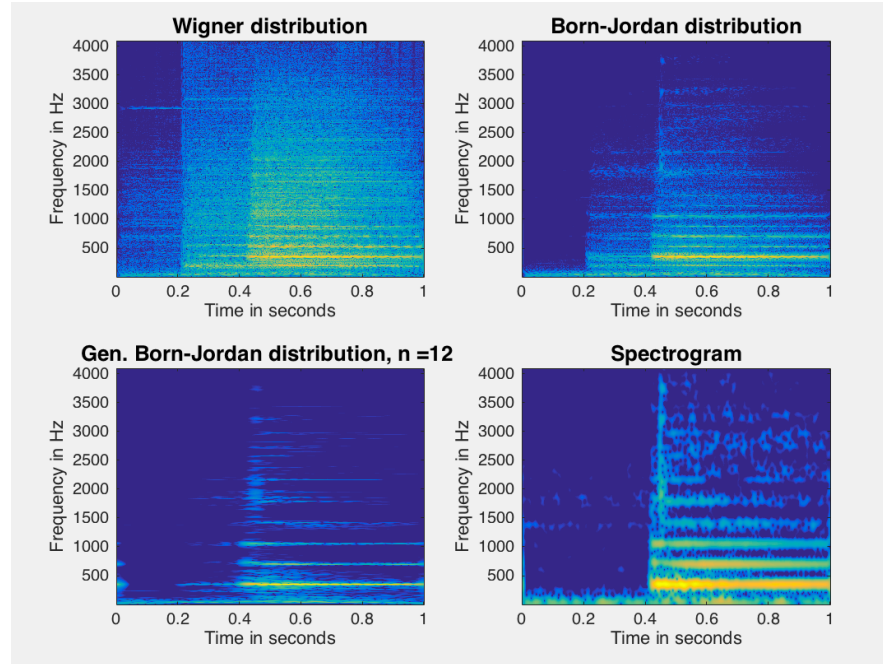 Wigner distribution
4000
3500
3000
2500
2000
1500
1000
500
Frequency in Hz
0 0.2 0.4 0.6 0.8 1
Time in seconds
Born-Jordan distribution
4000
3500
3000
2500
2000
1500
1000
500
Frequency in Hz
0 0.2 0.4 0.6 0.8 1
Time in seconds
Gen. Born-Jordan distribution, n =12
4000
3500
3000
2500
2000
1500
1000
500
Frequency in Hz
0 0.2 0.4 0.6 0.8 1
Time in seconds
Spectrogram
4000
3500
3000
2500
2000
1500
1000
500
Frequency in Hz
0 0.2 0.4 0.6 0.8 1
Time in seconds